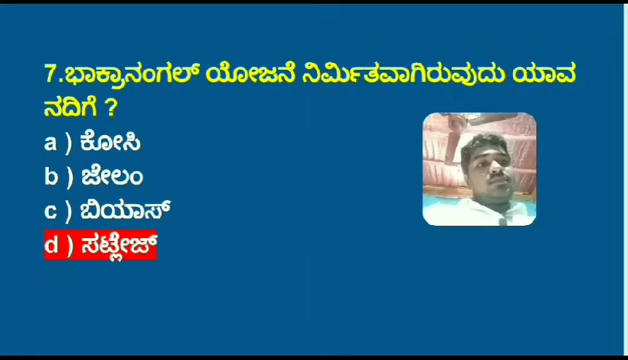 7.ಭಾಕ್ರಾನಂಗಲ್ ಯೋಜನೆ ನಿರ್ಮಿತವಾಗಿರುವುದು ಯಾವ
ನದಿಗೆ ?
a ) ಕೋಸಿ
b ) ಜೇಲಂ
c ) ಬಿಯಾಸ್
d ) ಸಟ್ಲೇಜ್